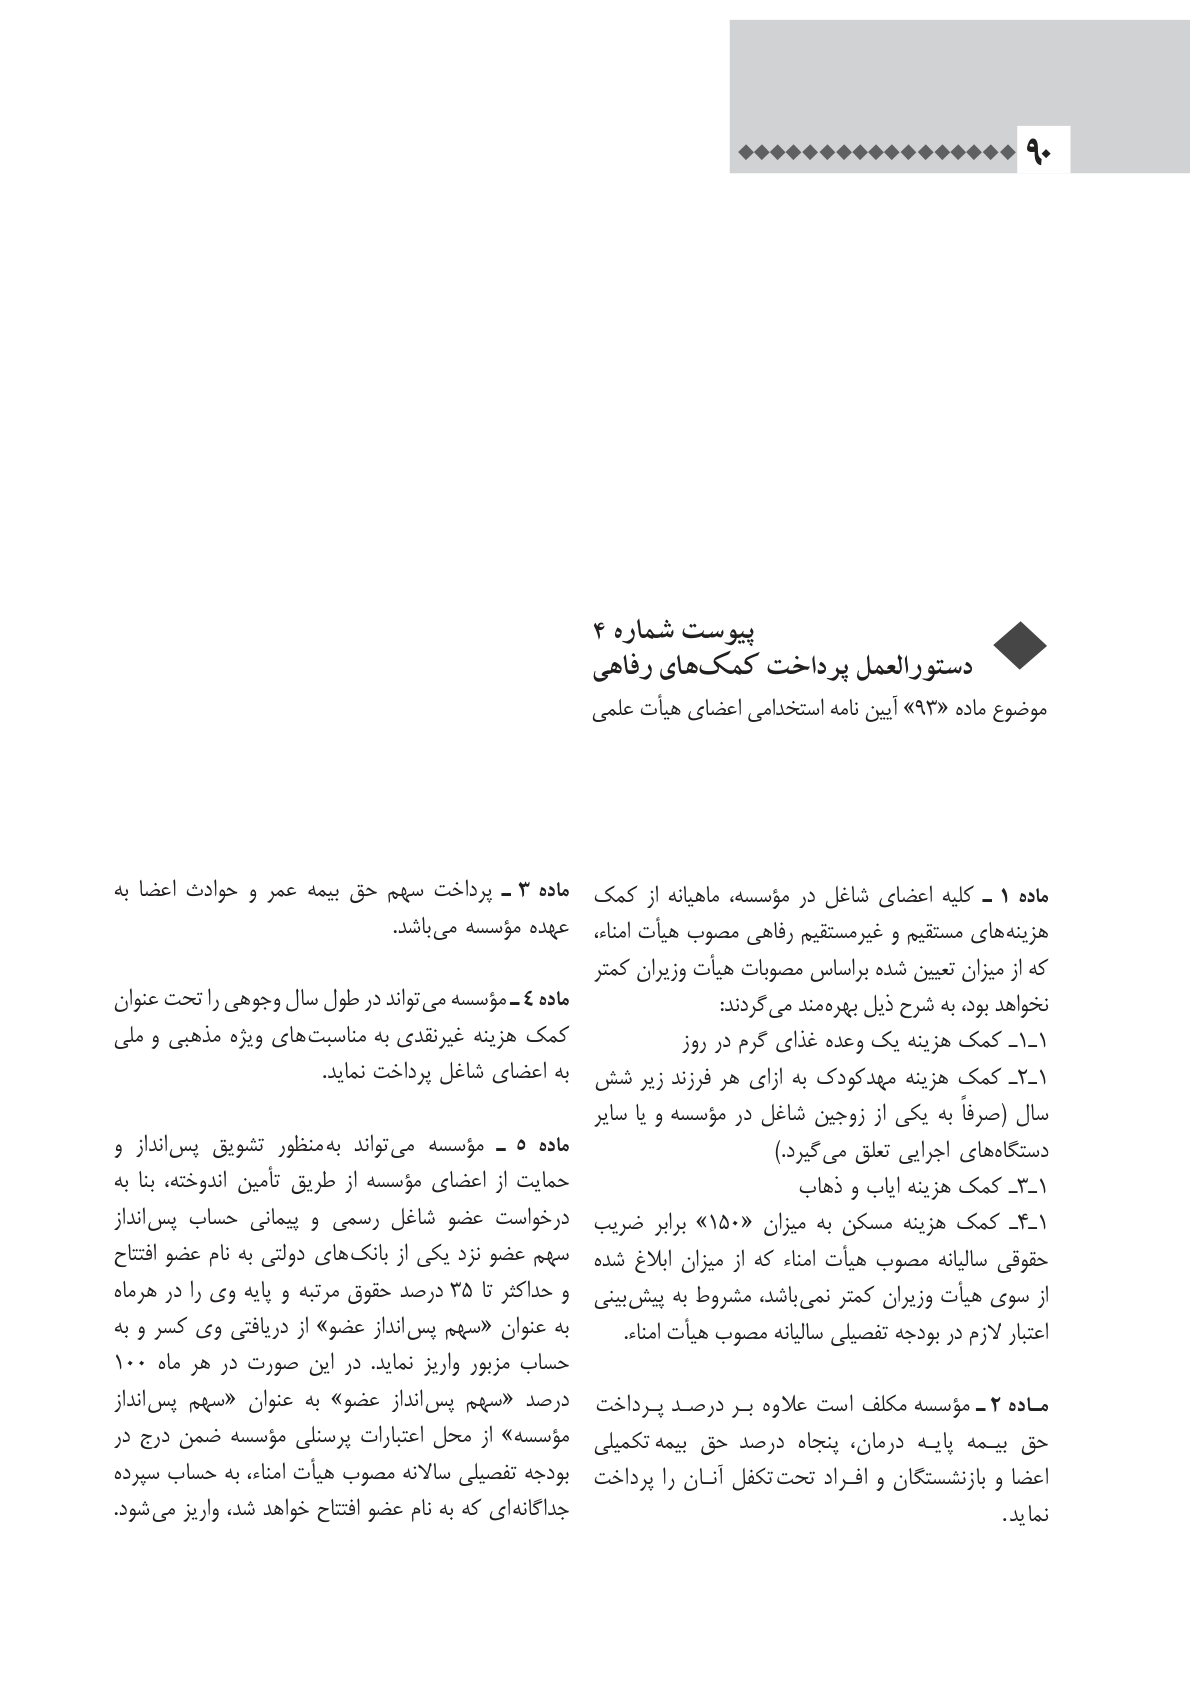 ۹۰
پیوست شماره ۴
دستورالعمل پرداخت کمک‌های رفاهی
موضوع ماده «۹۳» آیین نامه استخدامی اعضای هیأت علمی
ماده ۱ ـ کلیه اعضای شاغل در مؤسسه، ماهیانه از کمک
هزینه‌های مستقیم و غیرمستقیم رفاهی مصوب هیأت امناء،
که از میزان تعیین شده براساس مصوبات هیأت وزیران کمتر
نخواهد بود، به شرح ذیل بهره‌مند می‌گردند:
۱ـ۱ـ کمک هزینه یک وعده غذای گرم در روز
۱ـ۲ـ کمک هزینه مهدکودک به ازای هر فرزند زیر شش
سال (صرفاً به یکی از زوجین شاغل در مؤسسه و یا سایر
دستگاه‌های اجرایی تعلق می‌گیرد.)
۱ـ۳ـ کمک هزینه ایاب و ذهاب
۱ـ۴ـ کمک هزینه مسکن به میزان «۱۵۰» برابر ضریب
حقوقی سالیانه مصوب هیأت امناء که از میزان ابلاغ شده
از سوی هیأت وزیران کمتر نمی‌باشد، مشروط به پیش‌بینی
اعتبار لازم در بودجه تفصیلی سالیانه مصوب هیأت امناء.
مـاده ۲ ـ مؤسسه مکلف است علاوه بـر درصـد پـرداخت
حق بیـمه پایـه درمان، پنجاه درصد حق بیمه تکمیلی
اعضا و بازنشستگان و افـراد تحت تکفل آنـان را پرداخت
نماید.
ماده ۳ ـ پرداخت سهم حق بیمه عمر و حوادث اعضا به
عهده مؤسسه می‌باشد.
ماده ٤ ـ مؤسسه می‌تواند در طول سال وجوهی را تحت عنوان
کمک هزینه غیرنقدی به مناسبت‌های ویژه مذهبی و ملی
به اعضای شاغل پرداخت نماید.
ماده ۵ ـ مؤسسه می‌تواند به‌منظور تشویق پس‌انداز و
حمایت از اعضای مؤسسه از طریق تأمین اندوخته، بنا به
درخواست عضو شاغل رسمی و پیمانی حساب پس‌انداز
سهم عضو نزد یکی از بانک‌های دولتی به نام عضو افتتاح
و حداکثر تا ۳۵ درصد حقوق مرتبه و پایه وی را در هرماه
به عنوان «سهم پس‌انداز عضو» از دریافتی وی کسر و به
حساب مزبور واریز نماید. در این صورت در هر ماه ۱۰۰
درصد «سهم پس‌انداز عضو» به عنوان «سهم پس‌انداز
مؤسسه» از محل اعتبارات پرسنلی مؤسسه ضمن درج در
بودجه تفصیلی سالانه مصوب هیأت امناء، به حساب سپرده
جداگانه‌ای که به نام عضو افتتاح خواهد شد، واریز می‌شود.